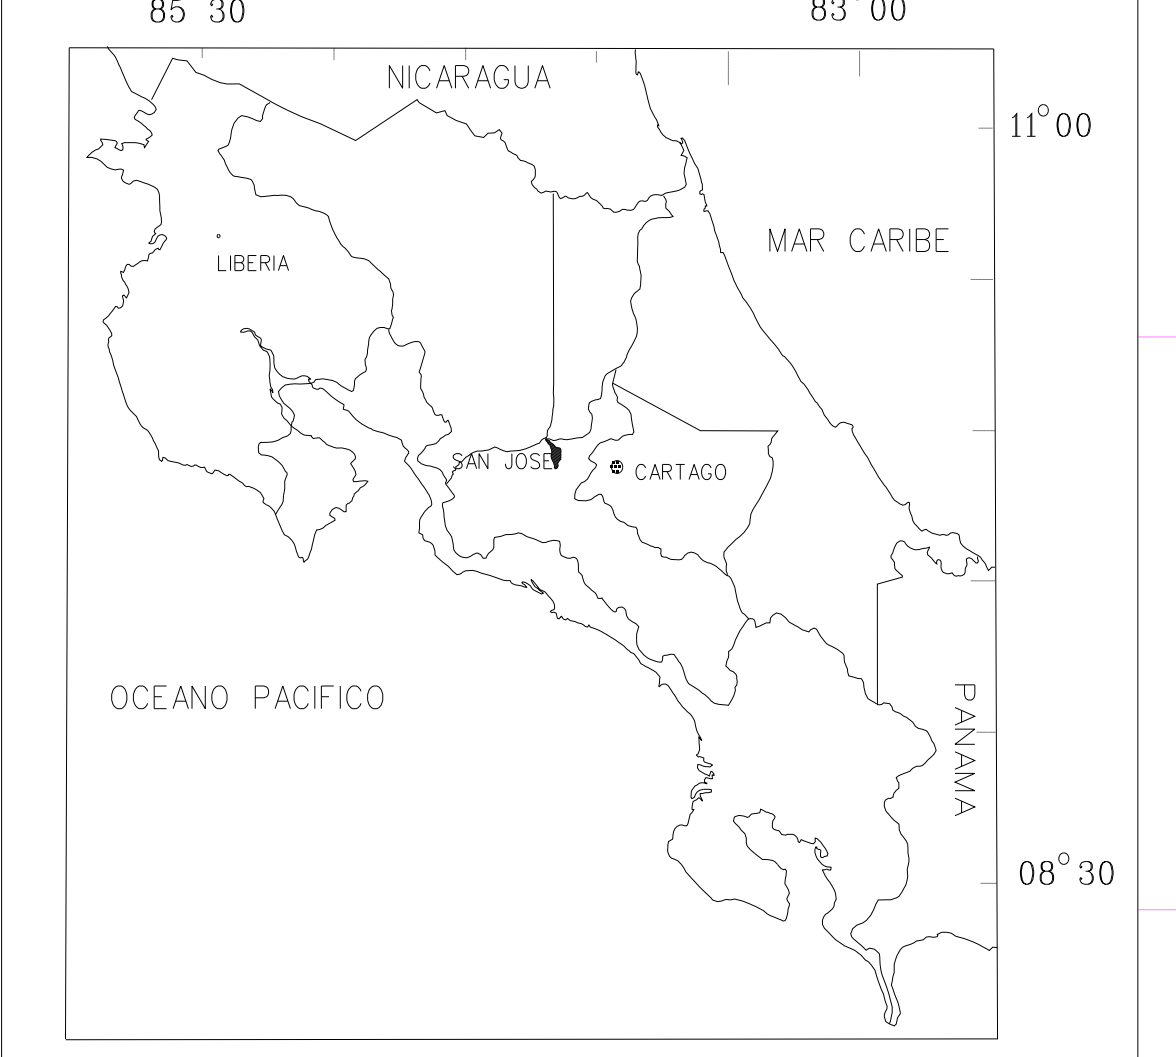 85 30
83°00
NICARAGUA
11°00
MAR CARIBE
LIBERIA
SAN JOSE
CARTAGO
OCEANO PACIFICO
PANAMA
08°30